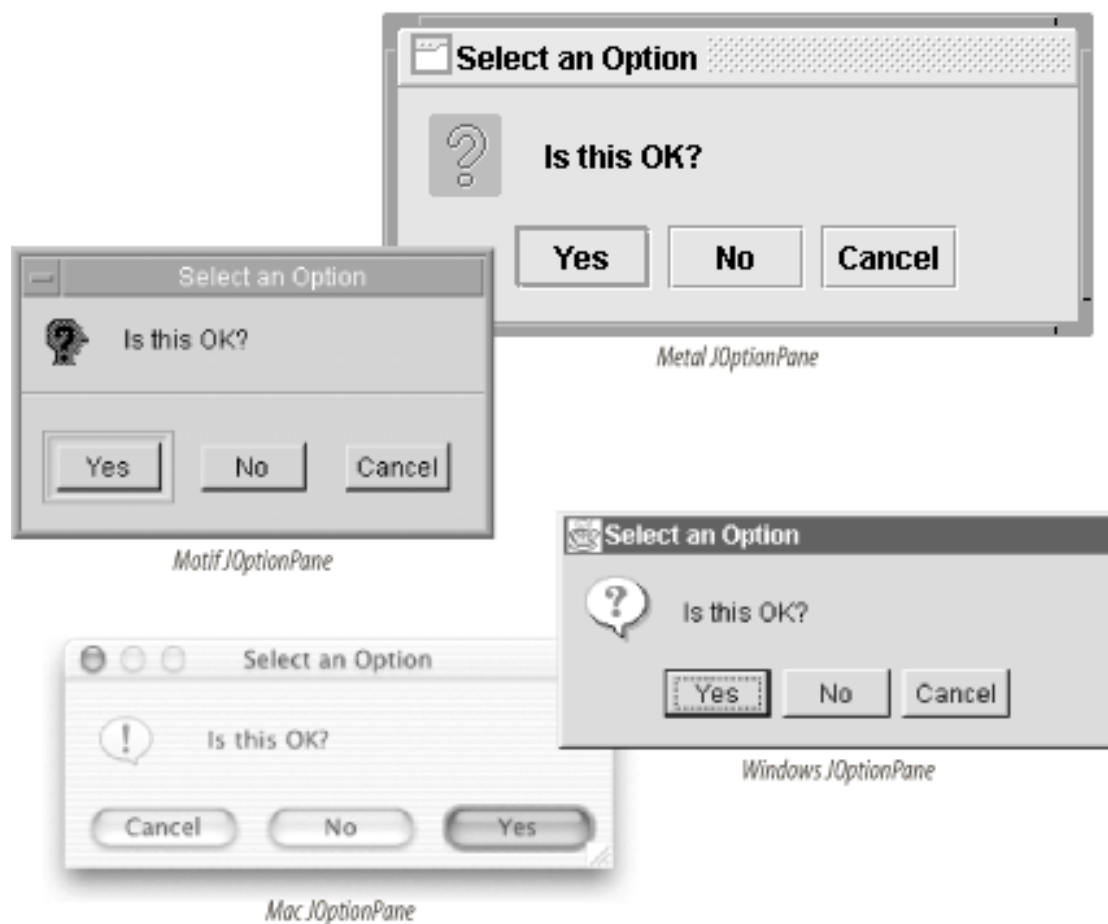 Select an Option
Is this OK?
Yes No Cancel
Metal JOptionPane
Select an Option
Is this OK?
Yes No Cancel
Motif JOptionPane
Select an Option
Is this OK?
Yes No Cancel
Windows JOptionPane
Select an Option
Is this OK?
Cancel No Yes
Mac JOptionPane